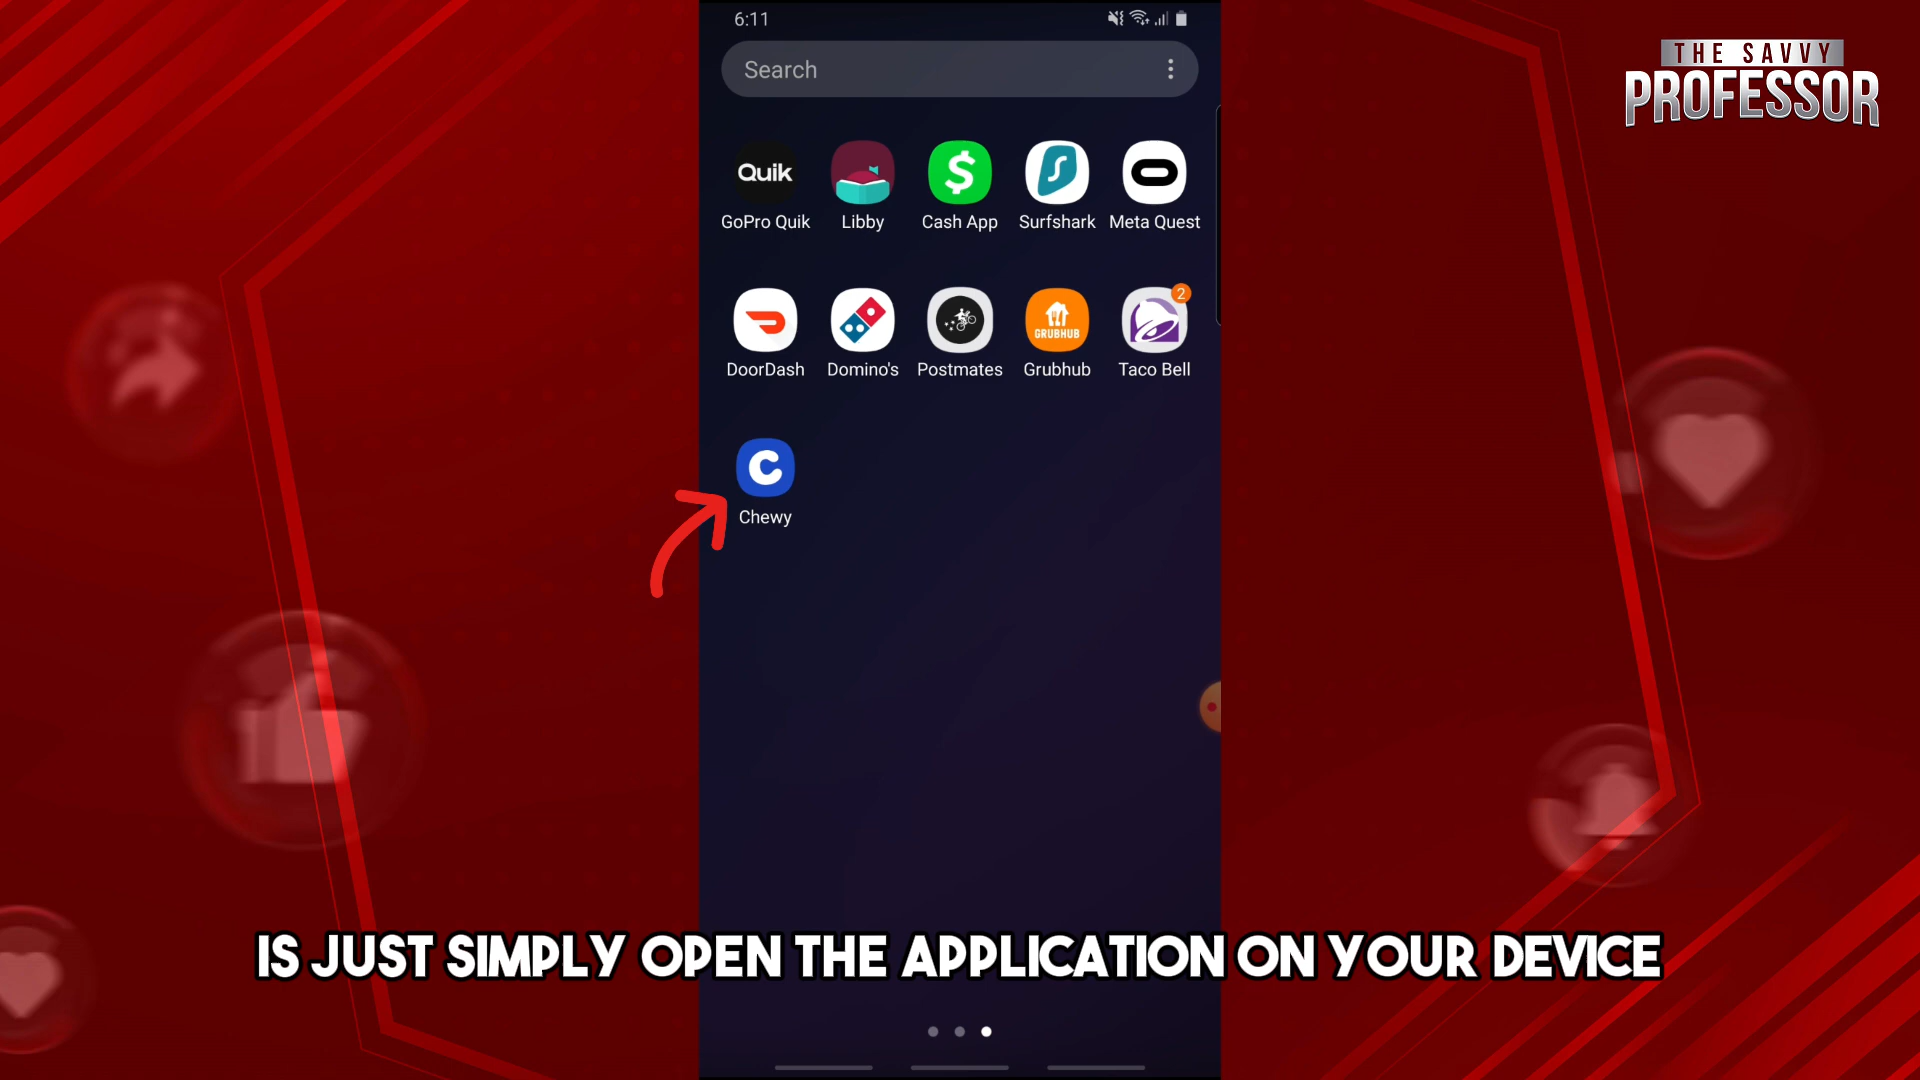 6:11
THE SAVVY
PROFESSOR
Search
Quik
GoPro Quik
Libby
Cash App
Surfshark
Meta Quest
GRUBHUB
2
DoorDash
Domino's
Postmates
Grubhub
Taco Bell
C
Chewy
IS JUST SIMPLY OPEN THE APPLICATION ON YOUR DEVICE